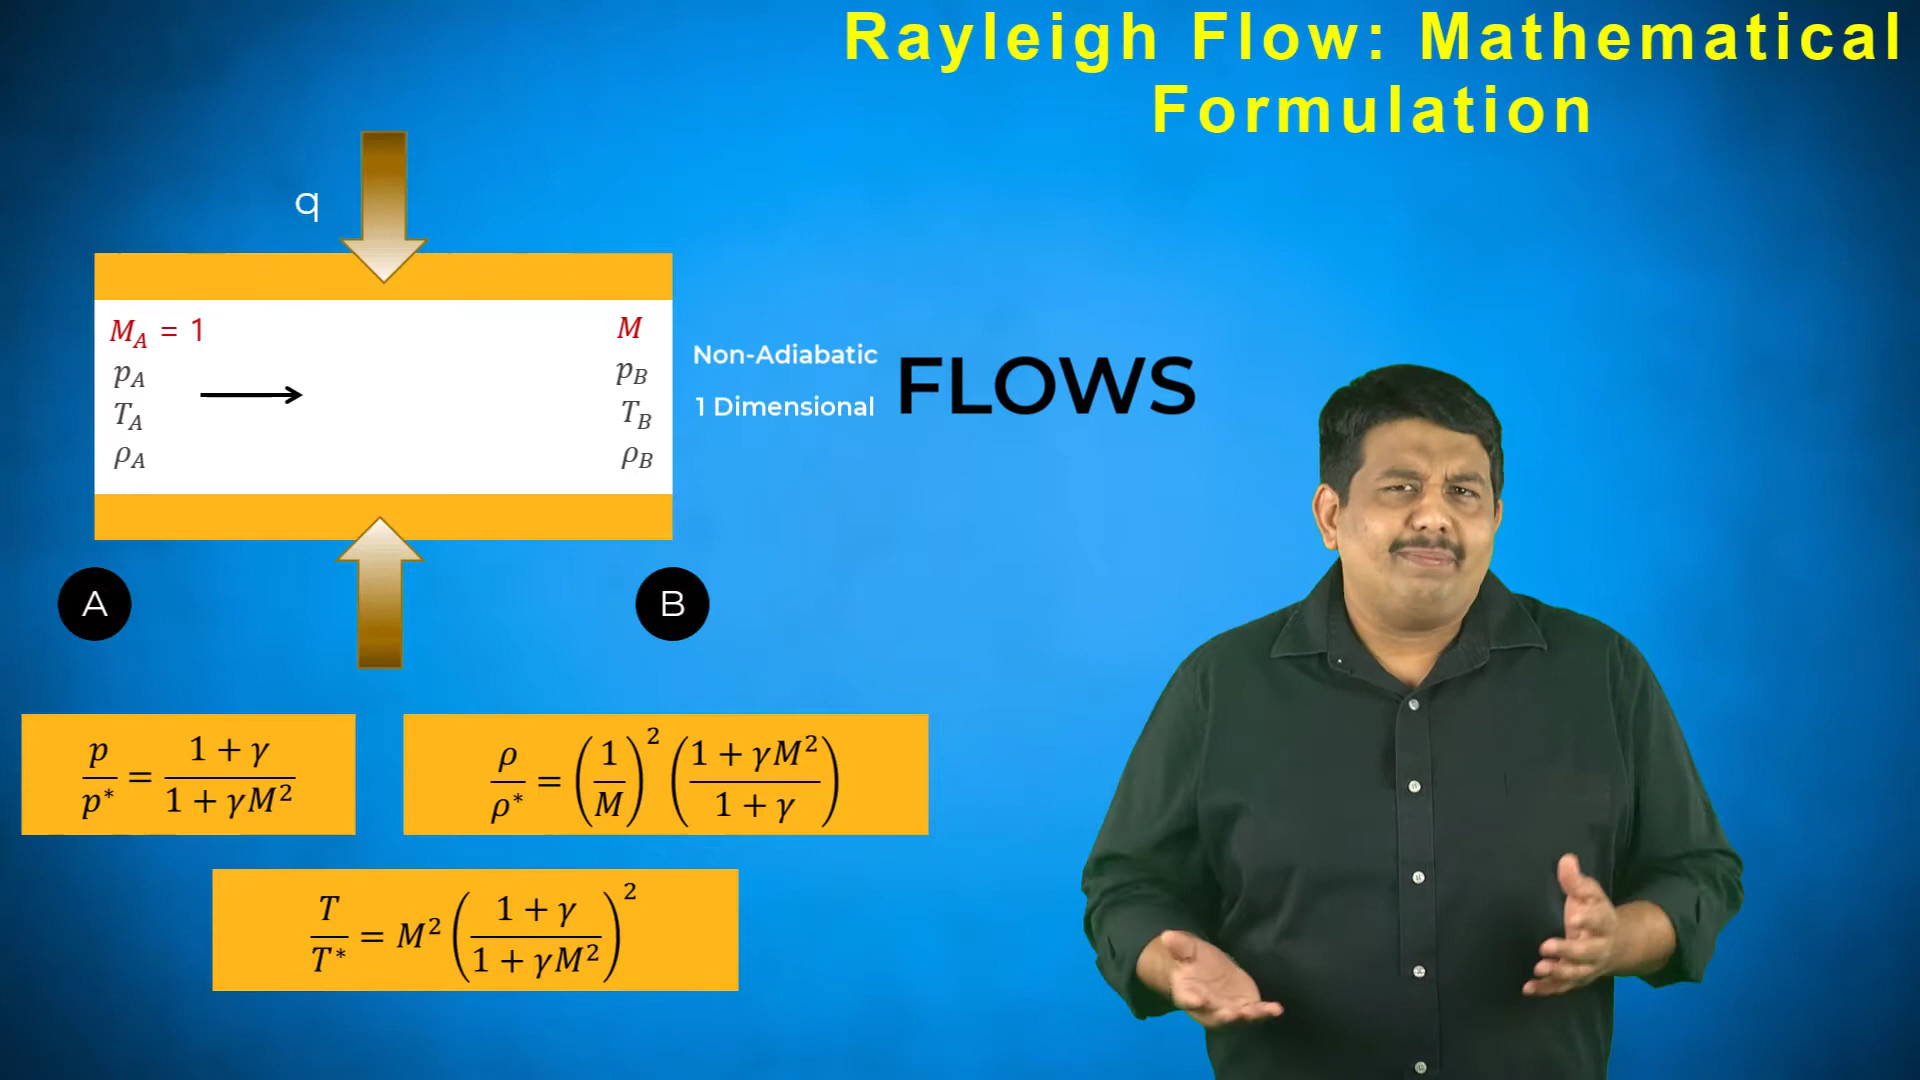 Rayleigh Flow: Mathematical
Formulation
q
M_A = 1
M
p_A
p_B
T_A
T_B
ρ_A
ρ_B
Non-Adiabatic
1 Dimensional
FLOWS
A
B
p/p* = (1 + γ)/(1 + γM²)
ρ/ρ* = (1/M)² ((1 + γM²)/(1 + γ))
T/T* = M² ((1 + γ)/(1 + γM²))²